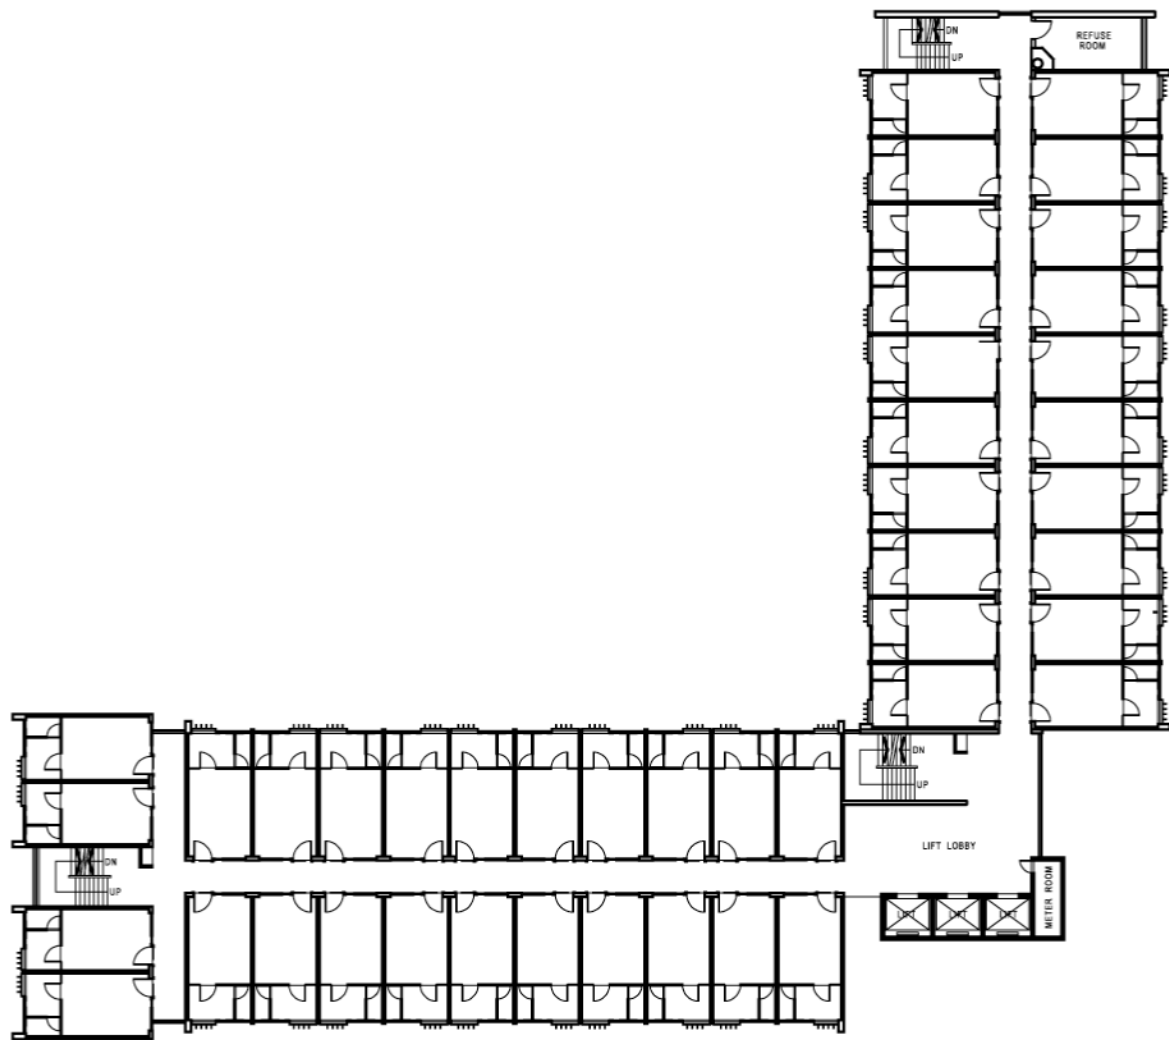 DN
UP
REFUSE
ROOM
DN
UP
LIFT LOBBY
DN
UP
METER ROOM
LIFT
LIFT
LIFT